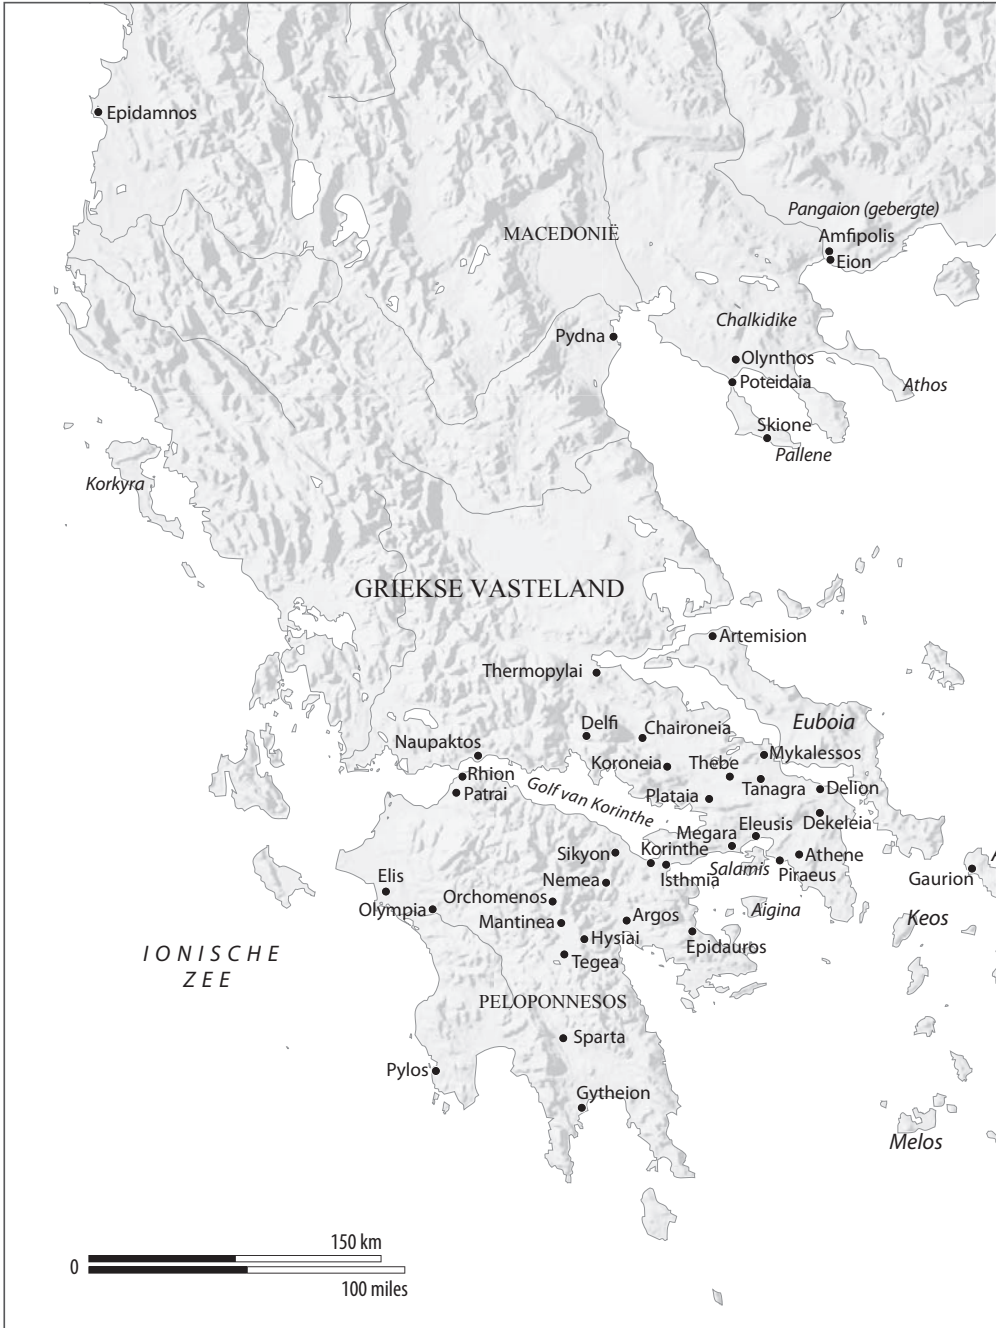 Epidamnos
Pangaion (gebergte)
MACEDONIË
Amfipolis
Eion
Chalkidike
Pydna
Olynthos
Poteidaia
Athos
Skione
Pallene
Korkyra
GRIEKSE VASTELAND
Artemision
Thermopylai
Euboia
Delfi
Chaironeia
Naupaktos
Mykalessos
Koroneia
Thebe
Rhion
Tanagra
Delion
Patrai
Golf van Korinthe
Plataia
Dekeleia
Eleusis
Megara
Korinthe
Sikyon
Athene
Salamis
Piraeus
Isthmia
Gaurion
Elis
Nemea
Orchomenos
Olympia
Aigina
Keos
Argos
Mantinea
Hysiai
Epidauros
IONISCHE
ZEE
Tegea
PELOPONNESOS
Sparta
Pylos
Gytheion
Melos
150 km
0
100 miles